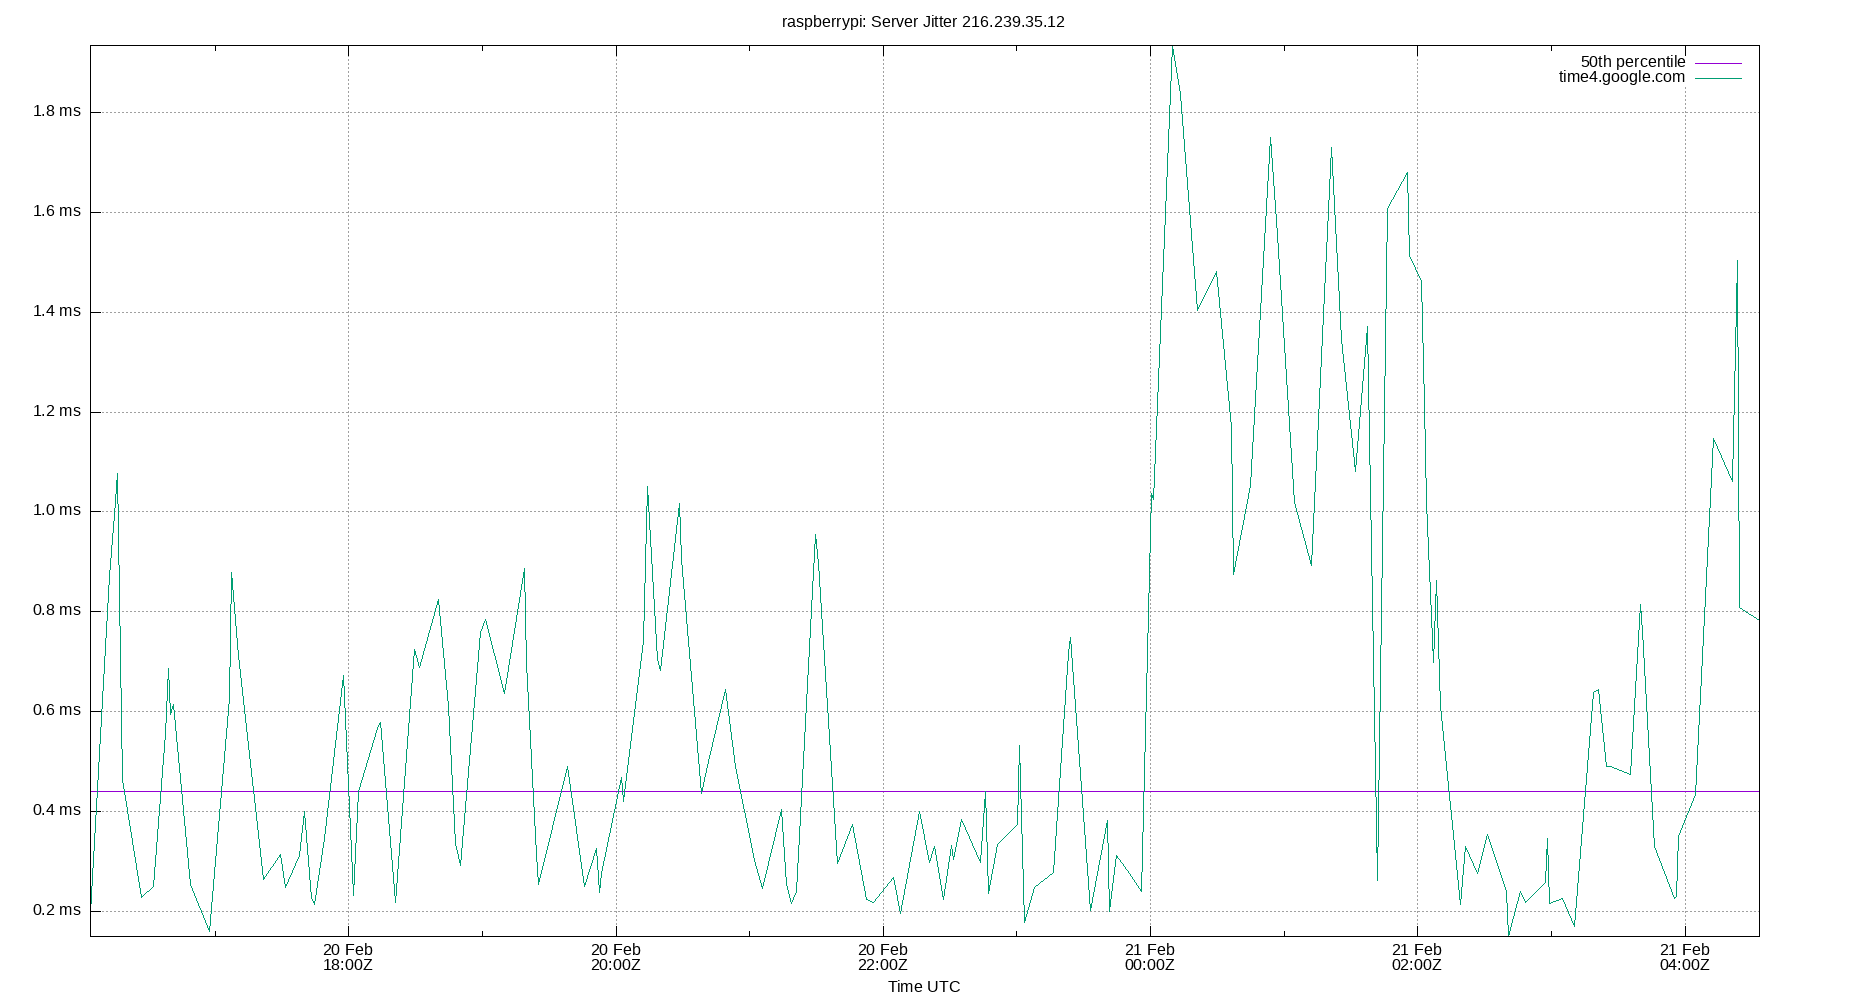 raspberrypi: Server Jitter 216.239.35.12
50th percentile
time4.google.com
1.8 ms
1.6 ms
1.4 ms
1.2 ms
1.0 ms
0.8 ms
0.6 ms
0.4 ms
0.2 ms
20 Feb 20 Feb 20 Feb 21 Feb 21 Feb 21 Feb
18:00Z 20:00Z 22:00Z 00:00Z 02:00Z 04:00Z
Time UTC